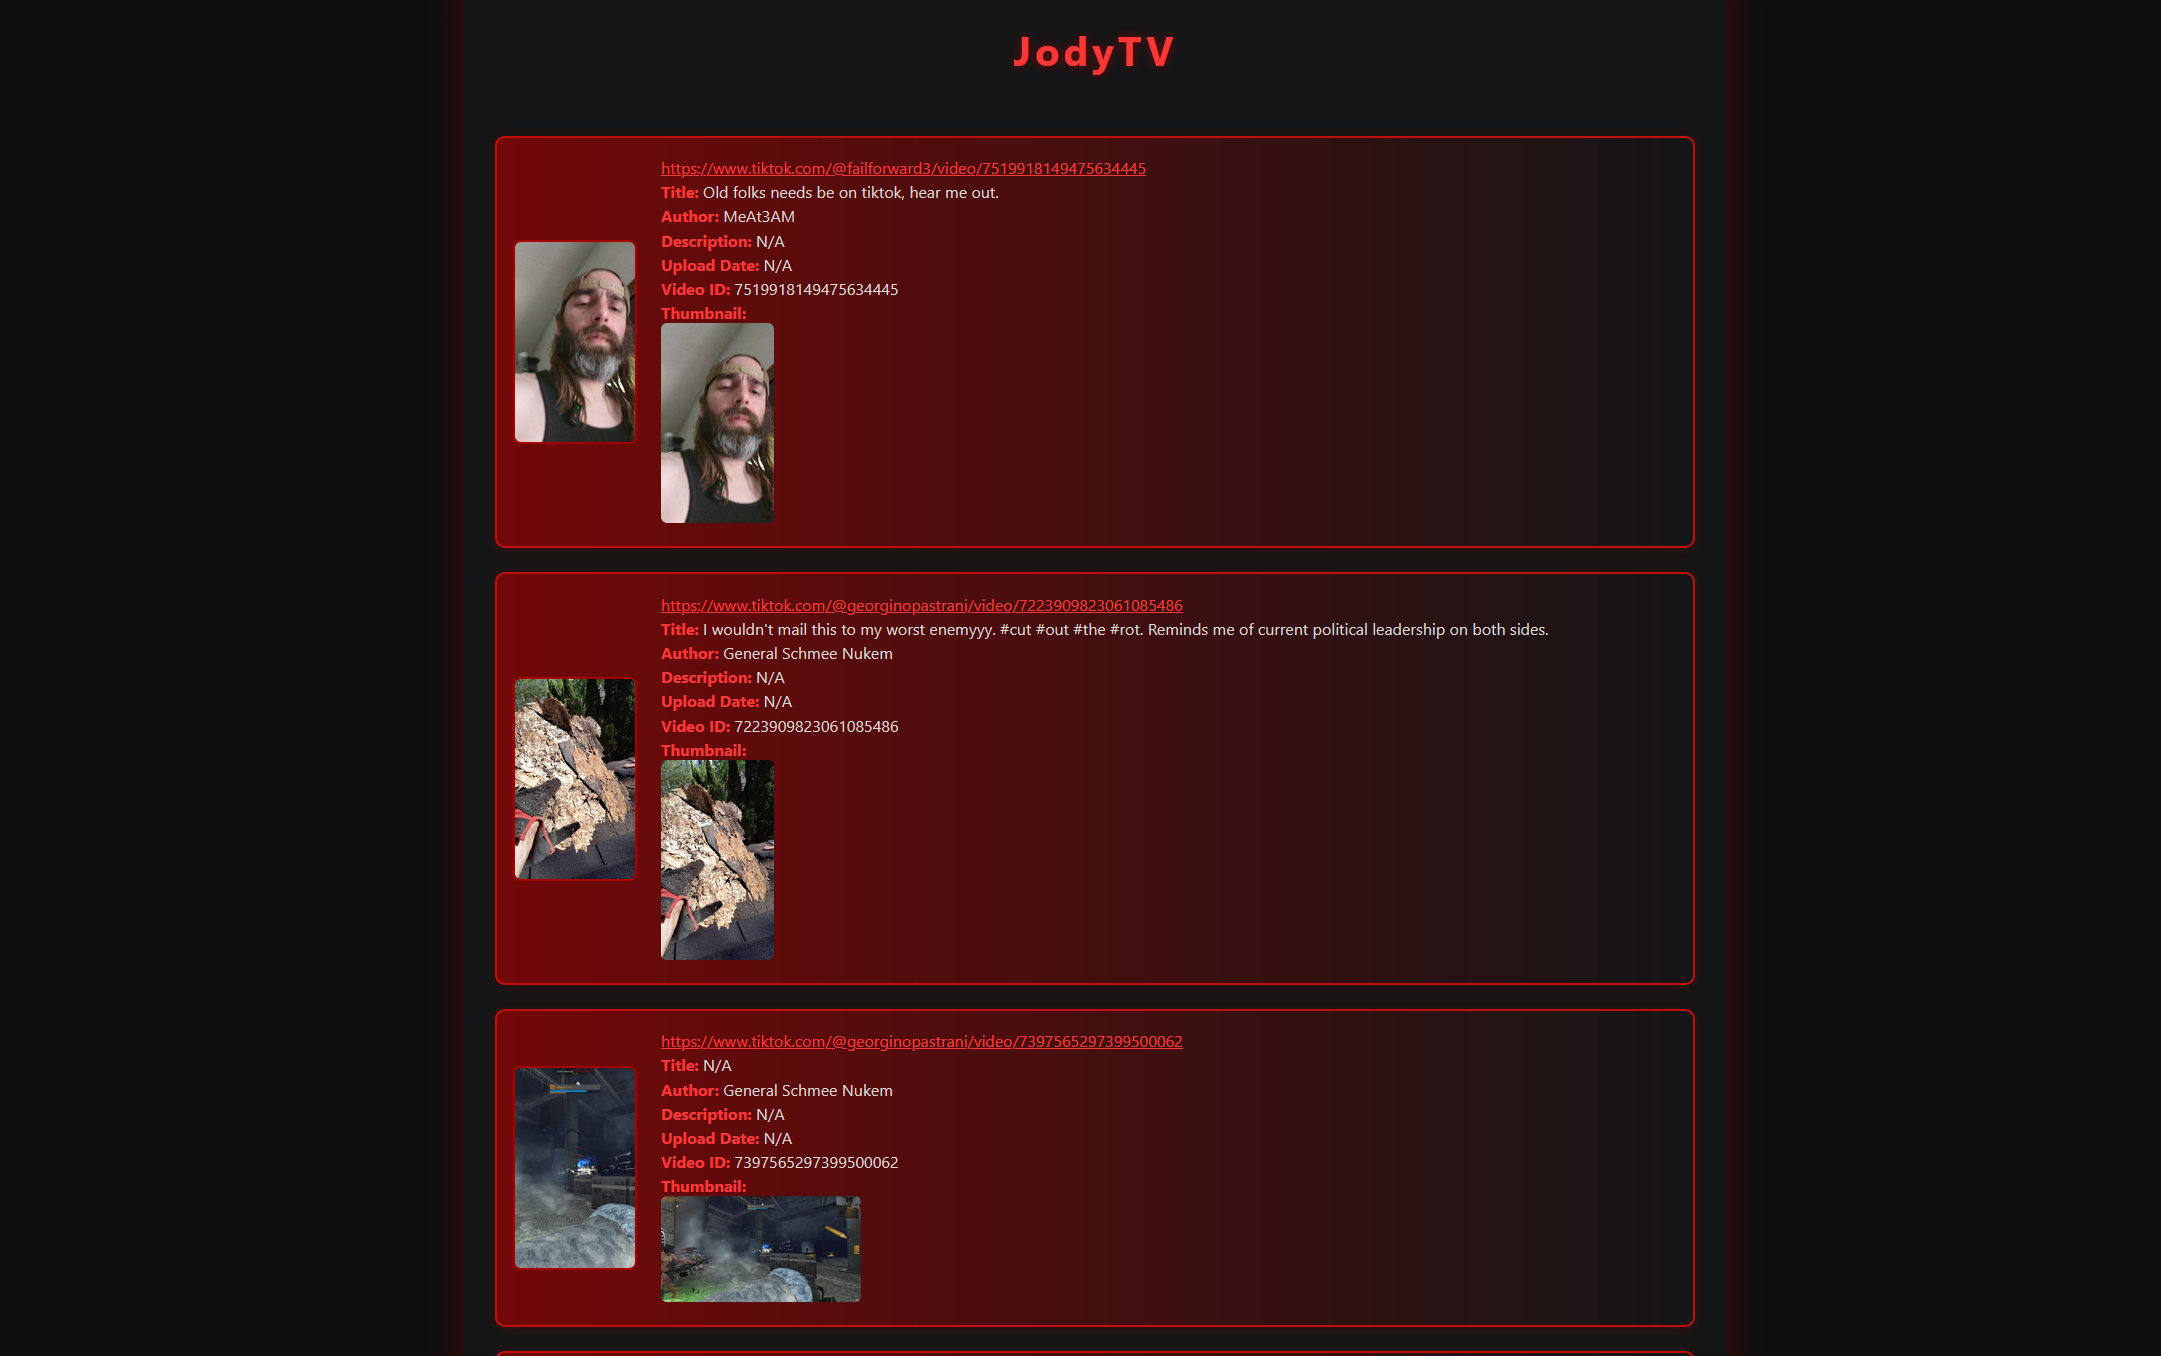 JodyTV
https://www.tiktok.com/@failforward3/video/7519918149475634445
Title: Old folks needs be on tiktok, hear me out.
Author: MeAt3AM
Description: N/A
Upload Date: N/A
Video ID: 7519918149475634445
Thumbnail:
https://www.tiktok.com/@georginopastrani/video/7223909823061085486
Title: I wouldn't mail this to my worst enemyyy. #cut #out #the #rot. Reminds me of current political leadership on both sides.
Author: General Schmee Nukem
Description: N/A
Upload Date: N/A
Video ID: 7223909823061085486
Thumbnail:
https://www.tiktok.com/@georginopastrani/video/7397565297399500062
Title: N/A
Author: General Schmee Nukem
Description: N/A
Upload Date: N/A
Video ID: 7397565297399500062
Thumbnail: